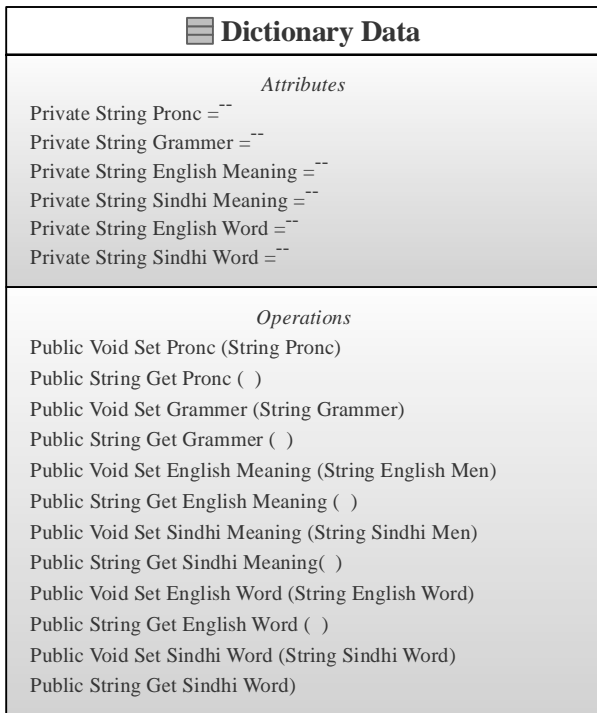 Dictionary Data
Attributes
Private String Pronc =--
Private String Grammer =--
Private String English Meaning =--
Private String Sindhi Meaning =--
Private String English Word =--
Private String Sindhi Word =--
Operations
Public Void Set Pronc (String Pronc)
Public String Get Pronc (  )
Public Void Set Grammer (String Grammer)
Public String Get Grammer (  )
Public Void Set English Meaning (String English Men)
Public String Get English Meaning (  )
Public Void Set Sindhi Meaning (String Sindhi Men)
Public String Get Sindhi Meaning(  )
Public Void Set English Word (String English Word)
Public String Get English Word (  )
Public Void Set Sindhi Word (String Sindhi Word)
Public String Get Sindhi Word)